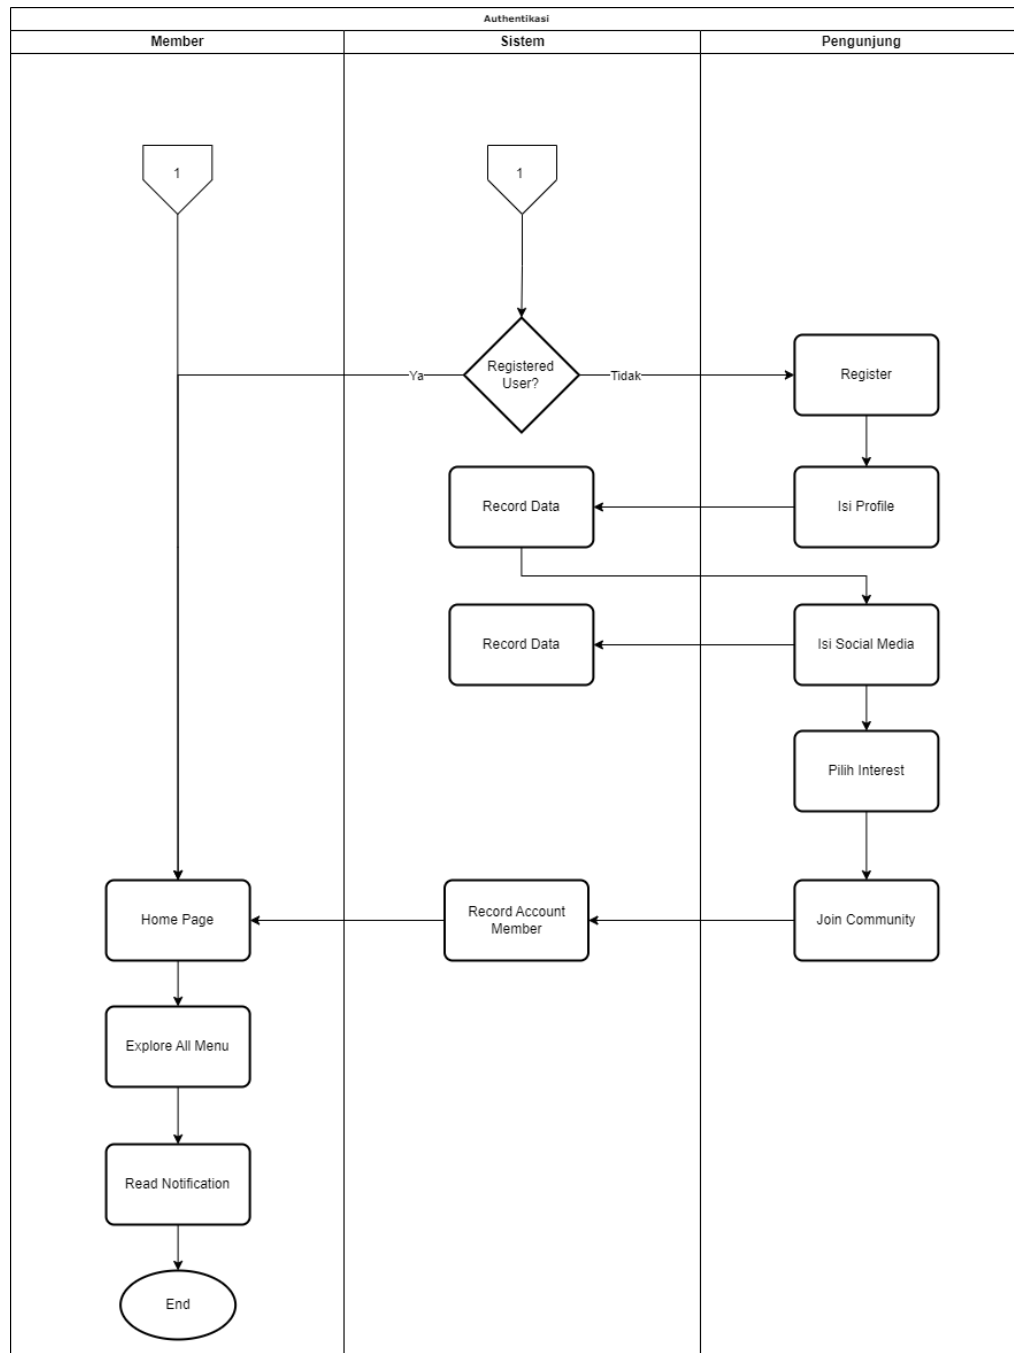 Authentikasi
Member
Sistem
Pengunjung
1
1
Registered
User?
Ya
Tidak
Register
Record Data
Isi Profile
Record Data
Isi Social Media
Pilih Interest
Home Page
Record Account
Member
Join Community
Explore All Menu
Read Notification
End